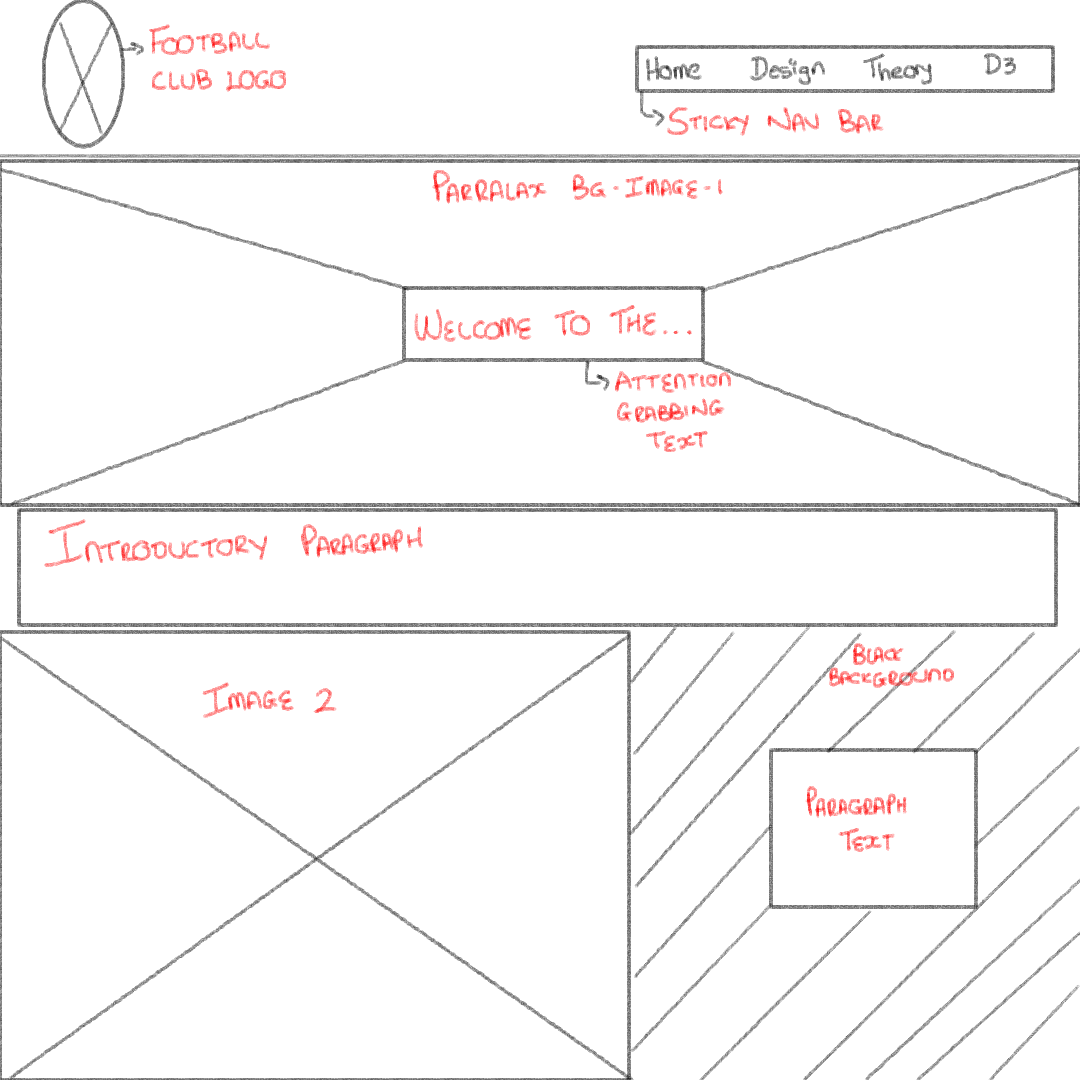 FOOTBALL
CLUB LOGO
Home Design Theory D3
STICKY NAV BAR
PARRALAX BG-IMAGE-1
WELCOME TO THE...
ATTENTION
GRABBING
TEXT
INTRODUCTORY PARAGRAPH
IMAGE 2
BLACK
BACKGROUND
PARAGRAPH
TEXT